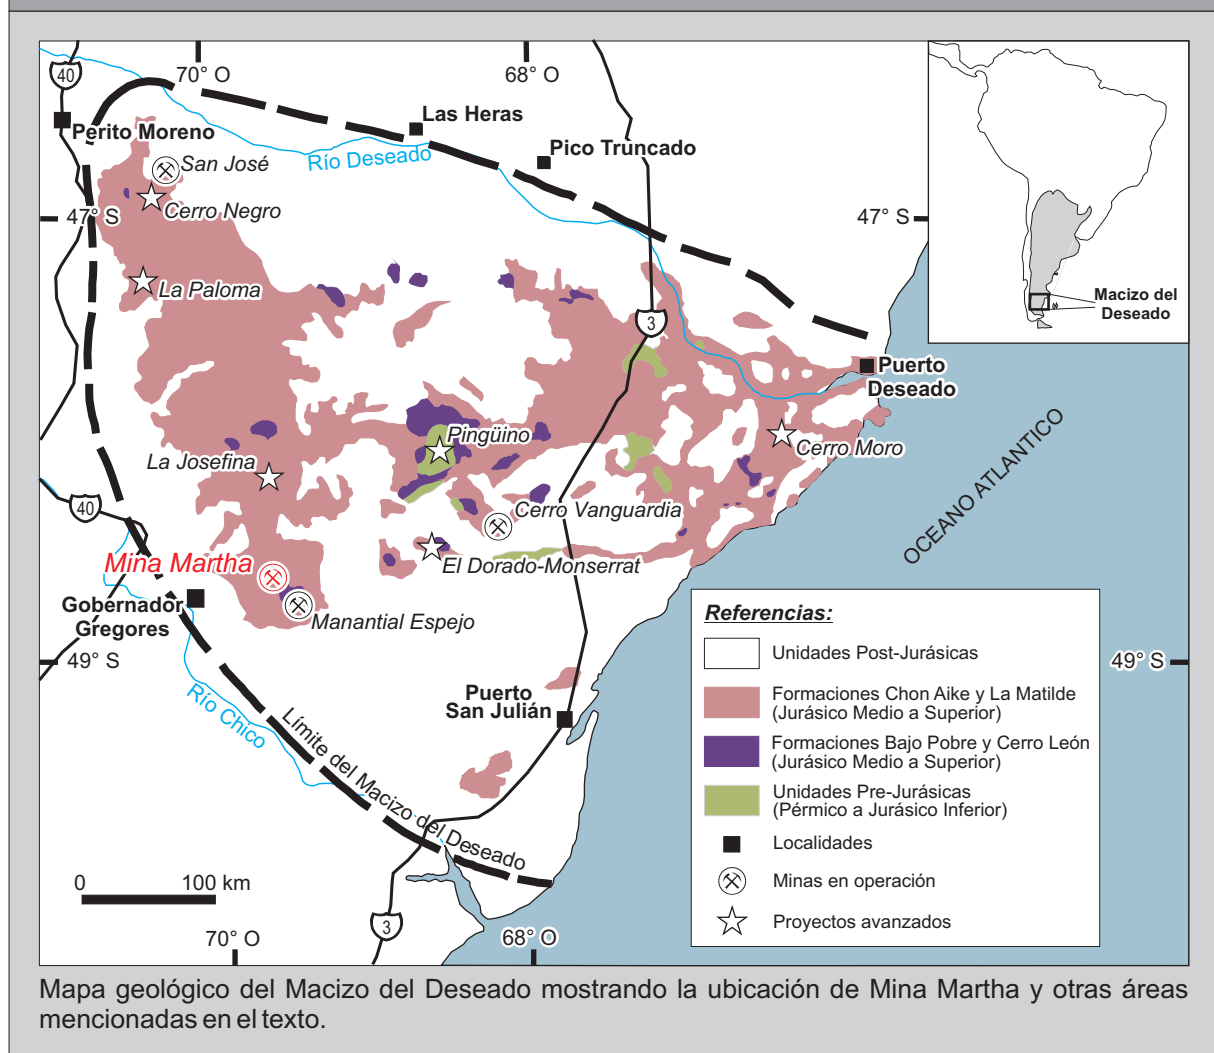 70° O
68° O
40
Las Heras
Perito Moreno
Pico Truncado
Río Deseado
San José
Cerro Negro
47° S
47° S
La Paloma
Macizo del
Deseado
3
Puerto
Deseado
Pingüino
Cerro Moro
La Josefina
OCEANO ATLANTICO
40
Cerro Vanguardia
Mina Martha
El Dorado-Monserrat
Gobernador
Gregores
Manantial Espejo
49° S
49° S
Río Chico
Puerto
San Julián
Límite del Macizo del Deseado
Referencias:
Unidades Post-Jurásicas
Formaciones Chon Aike y La Matilde
(Jurásico Medio a Superior)
Formaciones Bajo Pobre y Cerro León
(Jurásico Medio a Superior)
Unidades Pre-Jurásicas
(Pérmico a Jurásico Inferior)
Localidades
Minas en operación
Proyectos avanzados
0 100 km
3
70° O
68° O
Mapa geológico del Macizo del Deseado mostrando la ubicación de Mina Martha y otras áreas
mencionadas en el texto.